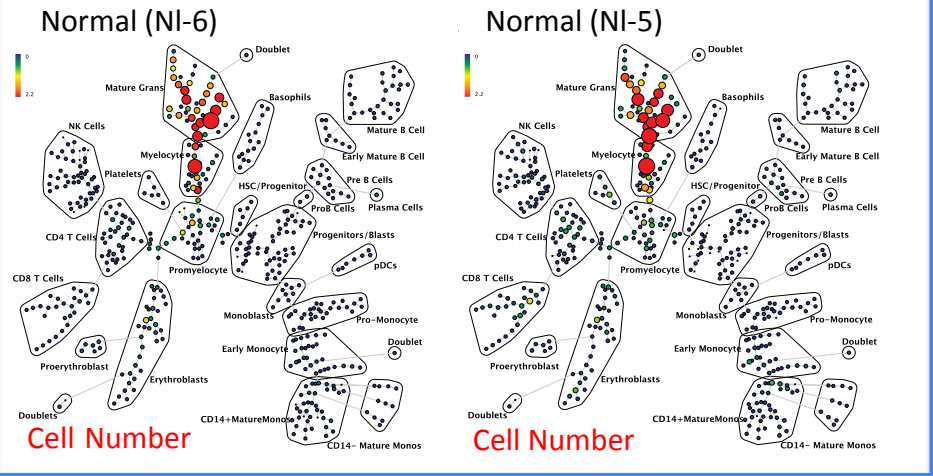 Normal (Nl-6)
0
2.2
Doublet
Mature Grans
Basophils
Mature B Cell
NK Cells
Myelocyte
Early Mature B Cell
Platelets
Pre B Cells
HSC/Progenitor
ProB Cells
Plasma Cells
CD4 T Cells
Progenitors/Blasts
Promyelocyte
pDCs
CD8 T Cells
Monoblasts
Pro-Monocyte
Early Monocyte
Doublet
Proerythroblast
Erythroblasts
Doublets
CD14+MatureMonos
CD14- Mature Monos
Cell Number
Normal (Nl-5)
0
2.2
Doublet
Mature Grans
Basophils
Mature B Cell
NK Cells
Myelocyte
Early Mature B Cell
Platelets
Pre B Cells
HSC/Progenitor
ProB Cells
Plasma Cells
CD4 T Cells
Progenitors/Blasts
Promyelocyte
pDCs
CD8 T Cells
Monoblasts
Pro-Monocyte
Early Monocyte
Doublet
Proerythroblast
Erythroblasts
Doublets
CD14+MatureMonos
CD14- Mature Monos
Cell Number